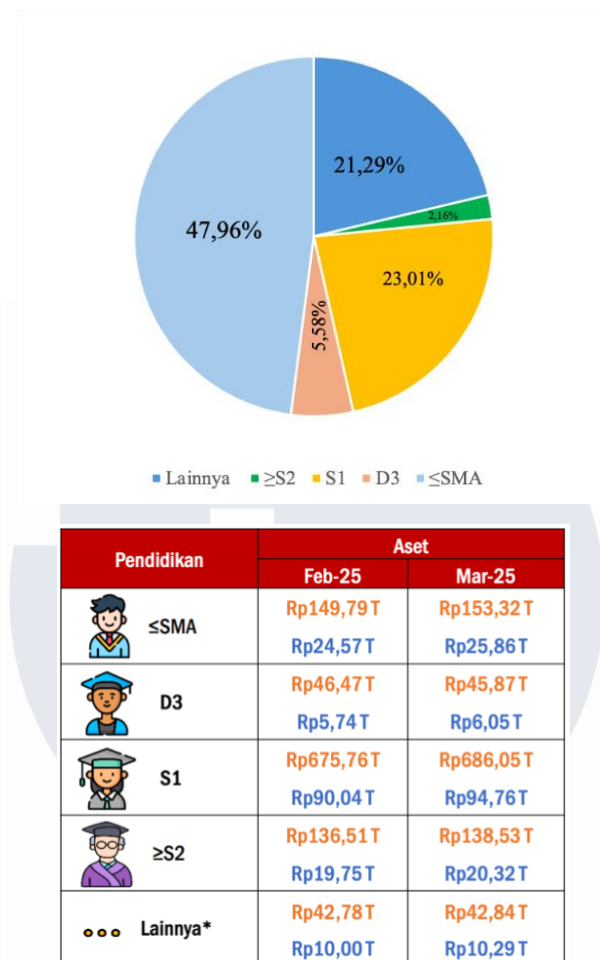 21,29%
2,16%
47,96%
23,01%
5,58%
Lainnya ≥S2 S1 D3 ≤SMA
Pendidikan
Aset
Feb-25 Mar-25
≤SMA
Rp149,79 T Rp153,32 T
Rp24,57 T Rp25,86 T
D3
Rp46,47 T Rp45,87 T
Rp5,74 T Rp6,05 T
S1
Rp675,76 T Rp686,05 T
Rp90,04 T Rp94,76 T
≥S2
Rp136,51 T Rp138,53 T
Rp19,75 T Rp20,32 T
Lainnya*
Rp42,78 T Rp42,84 T
Rp10,00 T Rp10,29 T